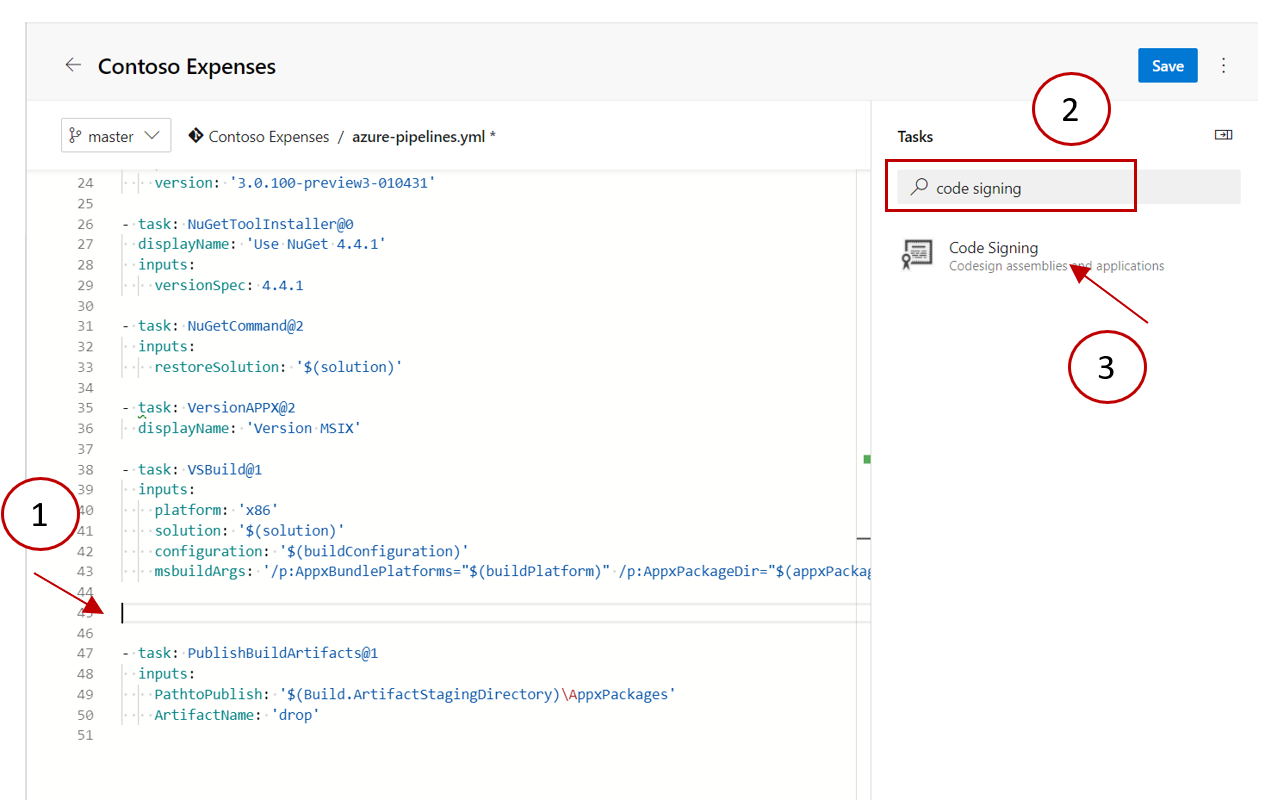 Contoso Expenses
Save
master
Contoso Expenses / azure-pipelines.yml *
24 version: '3.0.100-preview3-010431'
25
26 - task: NuGetToolInstaller@0
27 displayName: 'Use NuGet 4.4.1'
28 inputs:
29 versionSpec: 4.4.1
30
31 - task: NuGetCommand@2
32 inputs:
33 restoreSolution: '$(solution)'
34
35 - task: VersionAPPX@2
36 displayName: 'Version MSIX'
37
38 - task: VSBuild@1
39 inputs:
40 platform: 'x86'
41 solution: '$(solution)'
42 configuration: '$(buildConfiguration)'
43 msbuildArgs: '/p:AppxBundlePlatforms="$(buildPlatform)" /p:AppxPackageDir="$(appxPackag
44
45
46
47 - task: PublishBuildArtifacts@1
48 inputs:
49 PathtoPublish: '$(Build.ArtifactStagingDirectory)\AppxPackages'
50 ArtifactName: 'drop'
51
1
2
Tasks
code signing
Code Signing
Codesign assemblies and applications
3